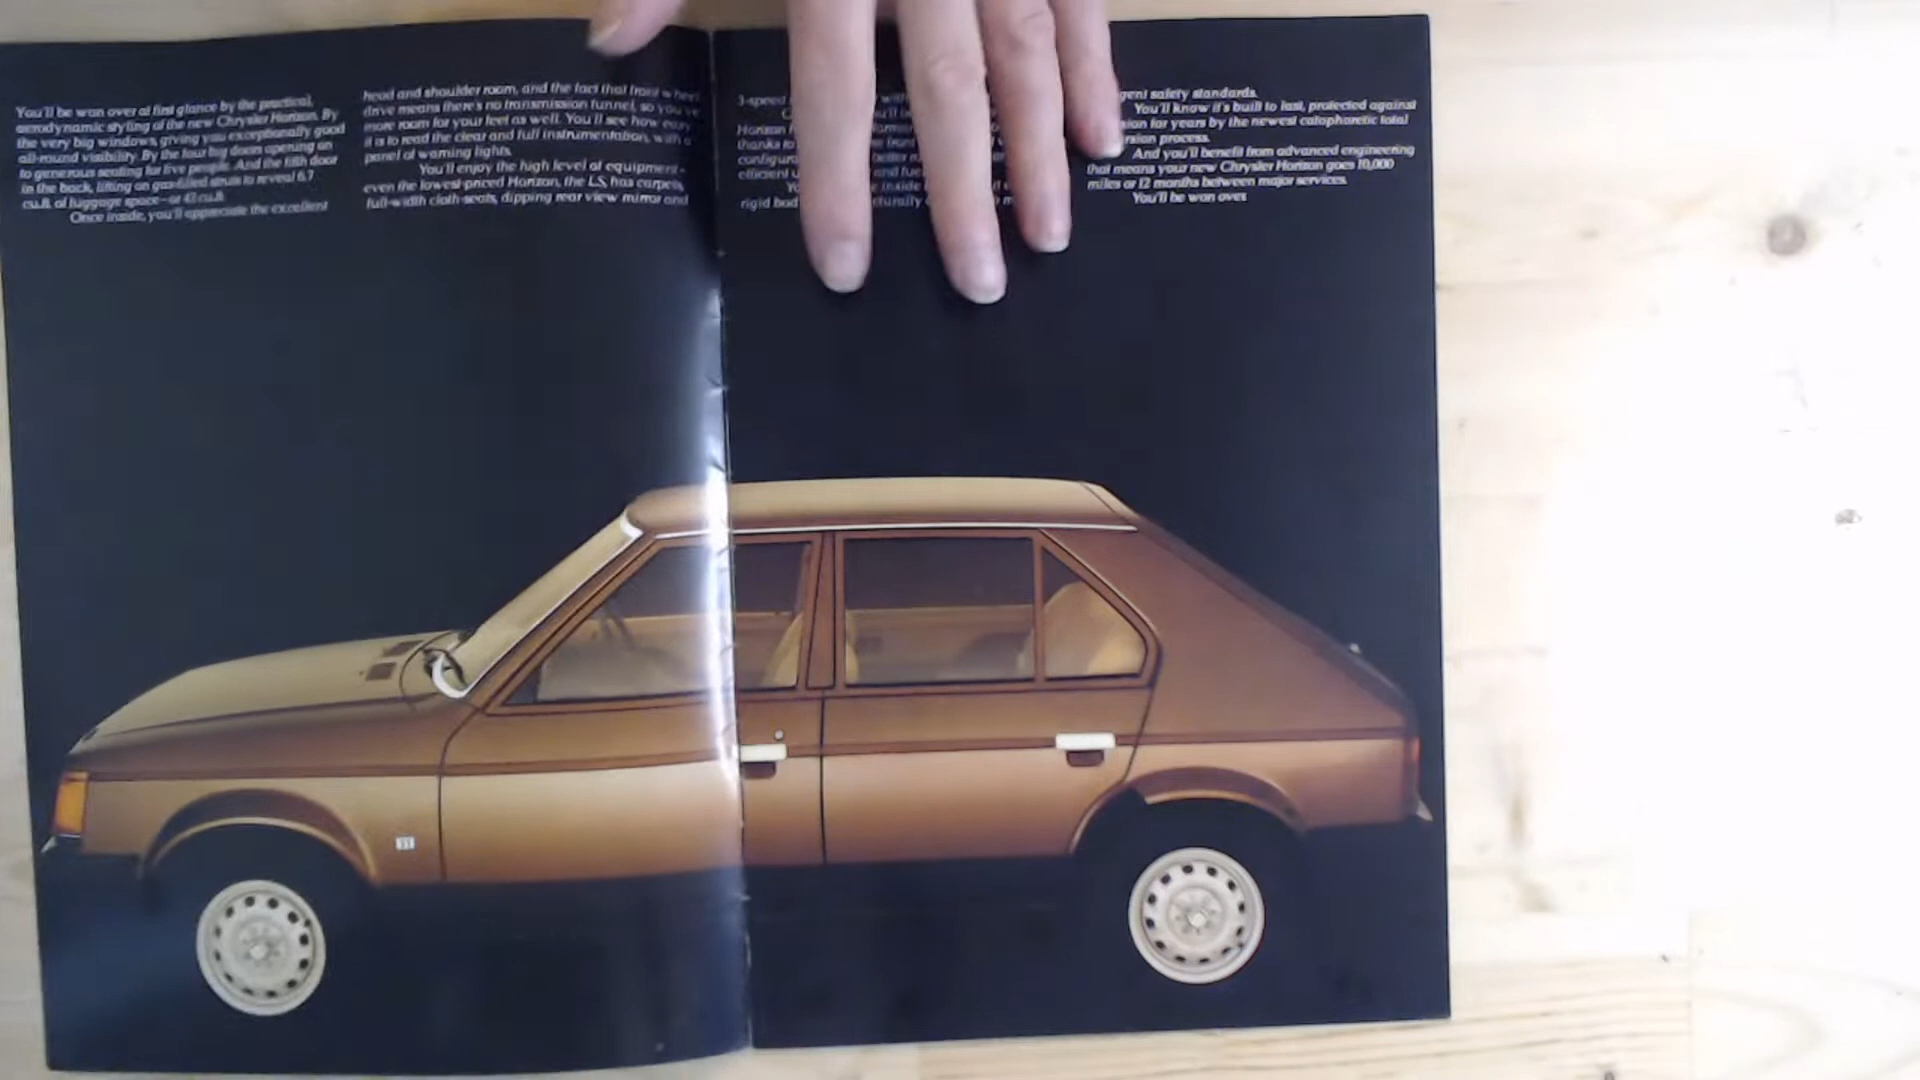 You'll be won over at first glance by the practical,
aerodynamic styling of the new Chrysler Horizon. By
the very big windows, giving you exceptionally good
all-round visibility. By the four big doors opening on
to generous seating for five people. And the fifth door
in the back, lifting on gas-filled struts to reveal 6.7
cu.ft. of luggage space—or 43 cu.ft.
Once inside, you'll appreciate the excellent
head and shoulder room, and the fact that front wheel
drive means there's no transmission funnel, so you've
more room for your feet as well. You'll see how easy
it is to read the clear and full instrumentation, with a
panel of warning lights.
You'll enjoy the high level of equipment–
even the lowest-priced Horizon, the LS, has carpets,
full-width cloth seats, dipping rear view mirror and
3-speed
Horizon
thanks to
efficient
rigid
safety standards.
You'll know it's built to last, protected against
for years by the newest cataphoretic total
process.
And you'll benefit from advanced engineering
that means your new Chrysler Horizon goes 10,000
miles or 12 months between major services.
You'll be won over.